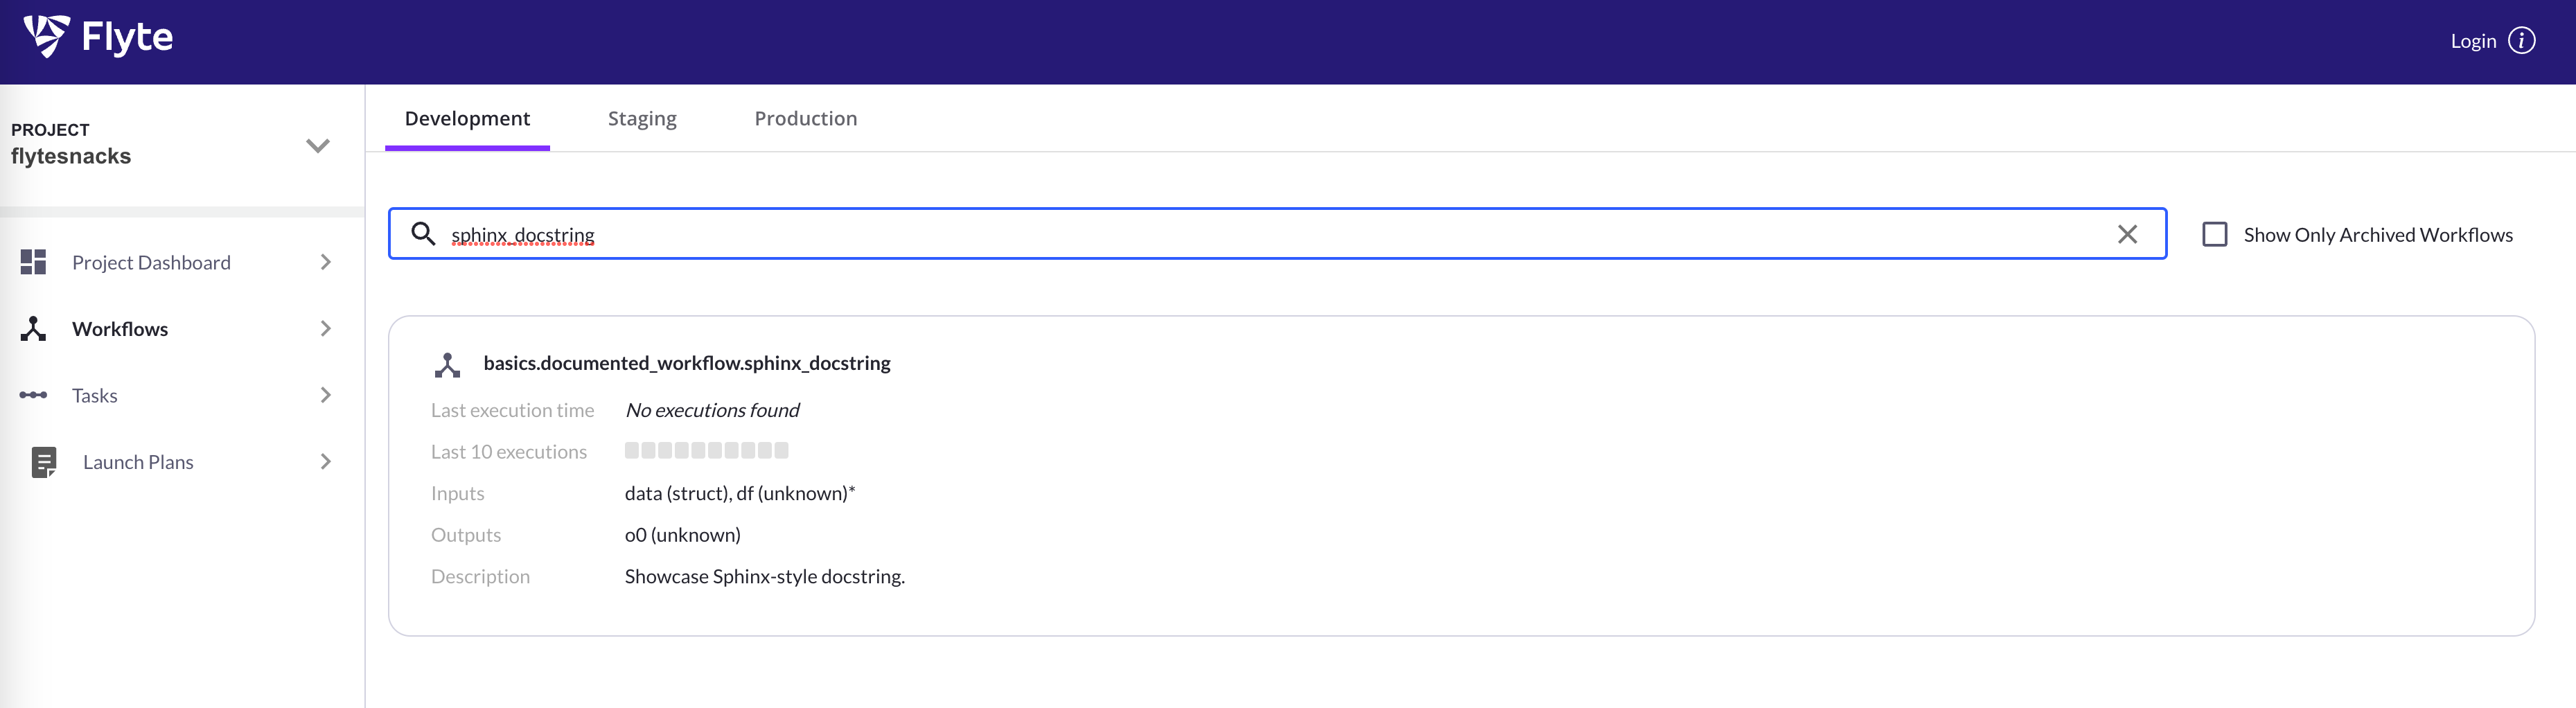 Flyte
Login
PROJECT
flytesnacks
Development
Staging
Production
sphinx_docstring
Show Only Archived Workflows
Project Dashboard
Workflows
Tasks
Launch Plans
basics.documented_workflow.sphinx_docstring
Last execution time No executions found
Last 10 executions
Inputs data (struct), df (unknown)*
Outputs o0 (unknown)
Description Showcase Sphinx-style docstring.